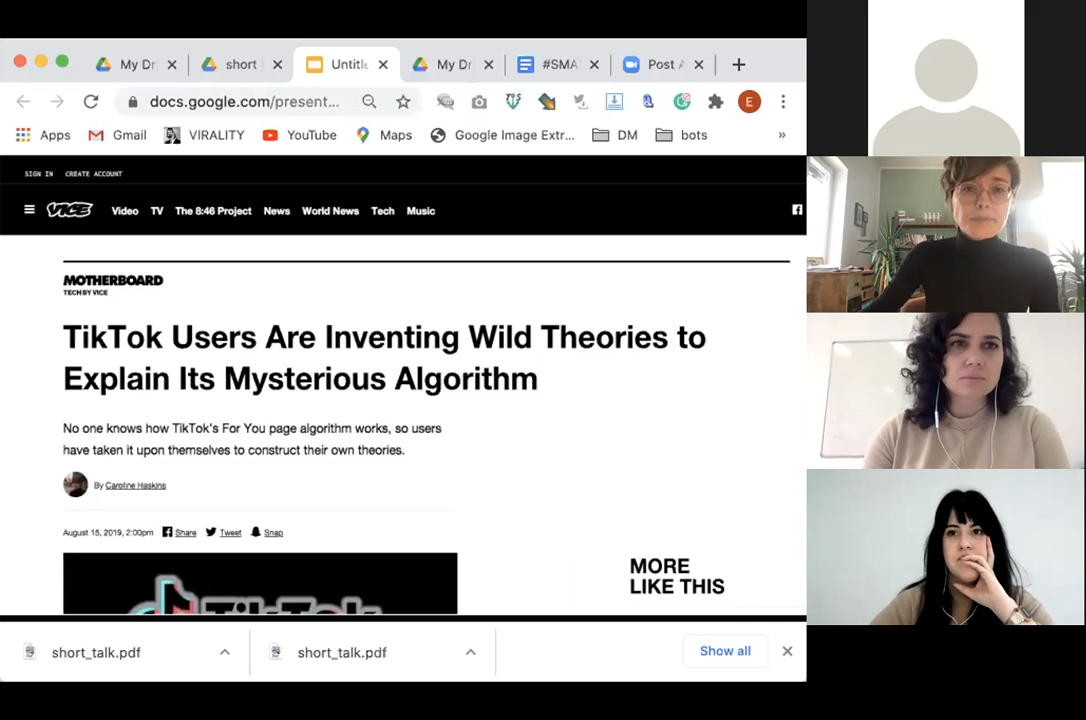 My Dr
short
Untitle
My Dr
#SMA
Post A
docs.google.com/present...
E
Apps
Gmail
VIRALITY
YouTube
Maps
Google Image Extr...
DM
bots
»
SIGN IN CREATE ACCOUNT
VICE
Video TV The 8:46 Project News World News Tech Music
MOTHERBOARD
TECH BY VICE
TikTok Users Are Inventing Wild Theories to
Explain Its Mysterious Algorithm
No one knows how TikTok's For You page algorithm works, so users
have taken it upon themselves to construct their own theories.
By Caroline Haskins
August 15, 2019, 2:00pm Share Tweet Snap
TikTok
MORE
LIKE THIS
short_talk.pdf
short_talk.pdf
Show all